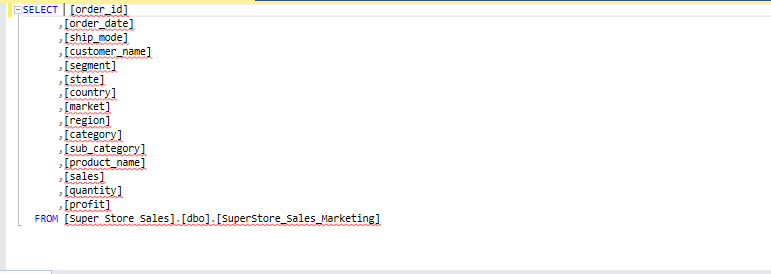 SELECT [order_id]
,[order_date]
,[ship_mode]
,[customer_name]
,[segment]
,[state]
,[country]
,[market]
,[region]
,[category]
,[sub_category]
,[product_name]
,[sales]
,[quantity]
,[profit]
FROM [Super Store Sales].[dbo].[SuperStore_Sales_Marketing]